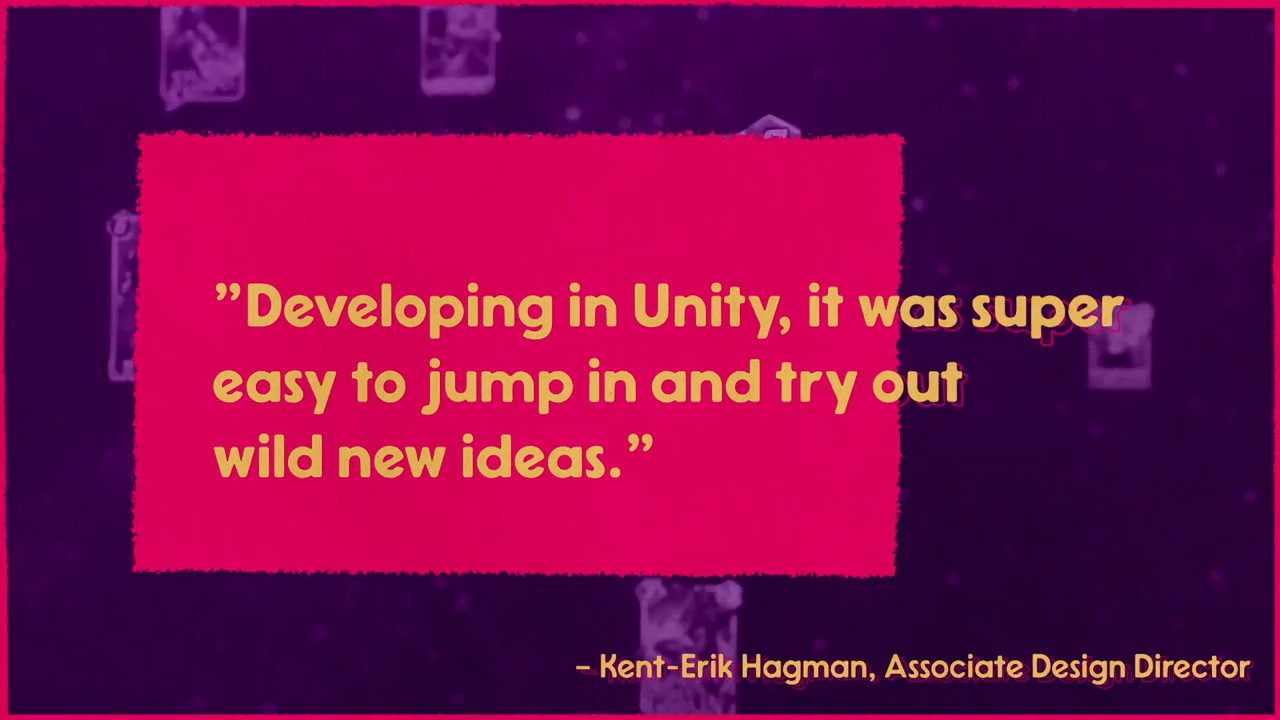 ”Developing in Unity, it was super
easy to jump in and try out
wild new ideas.”
– Kent-Erik Hagman, Associate Design Director